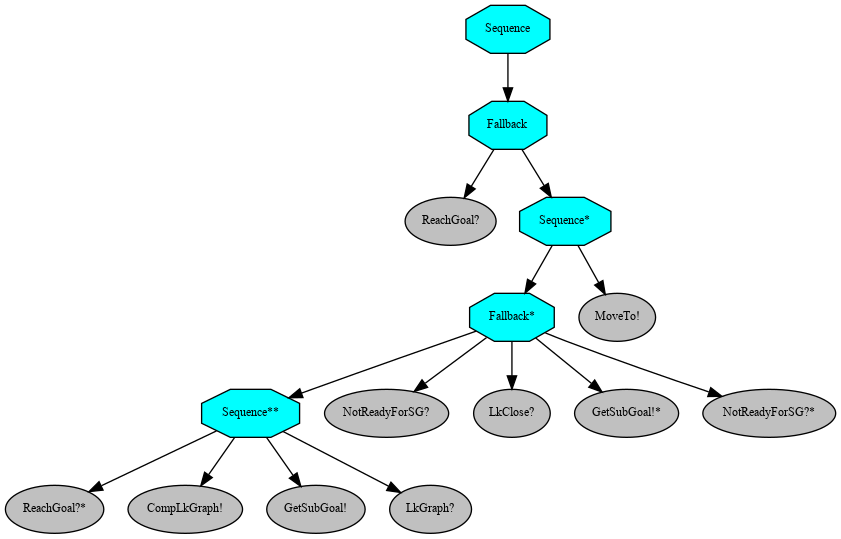 Sequence
Fallback
ReachGoal?
Sequence*
Fallback*
MoveTo!
Sequence**
NotReadyForSG?
LkClose?
GetSubGoal!*
NotReadyForSG?*
ReachGoal?*
CompLkGraph!
GetSubGoal!
LkGraph?